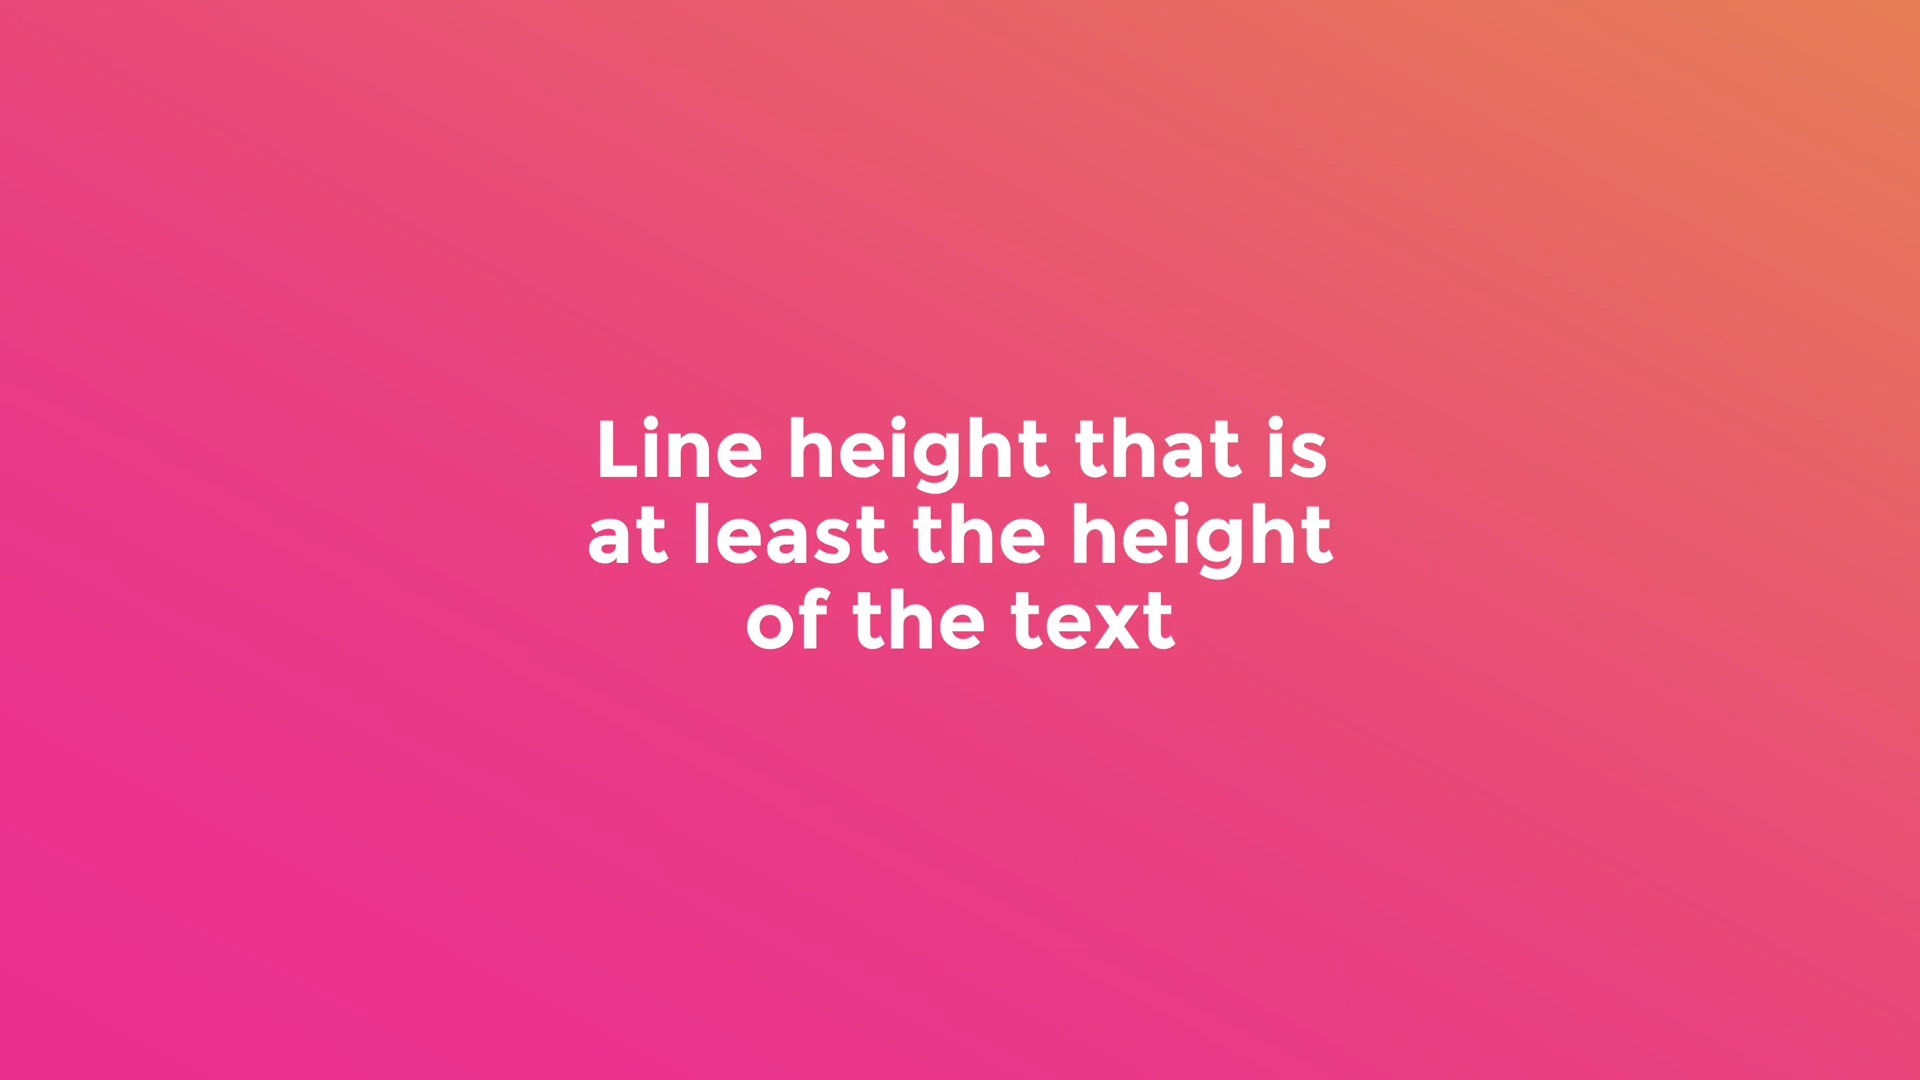 Line height that is
at least the height
of the text